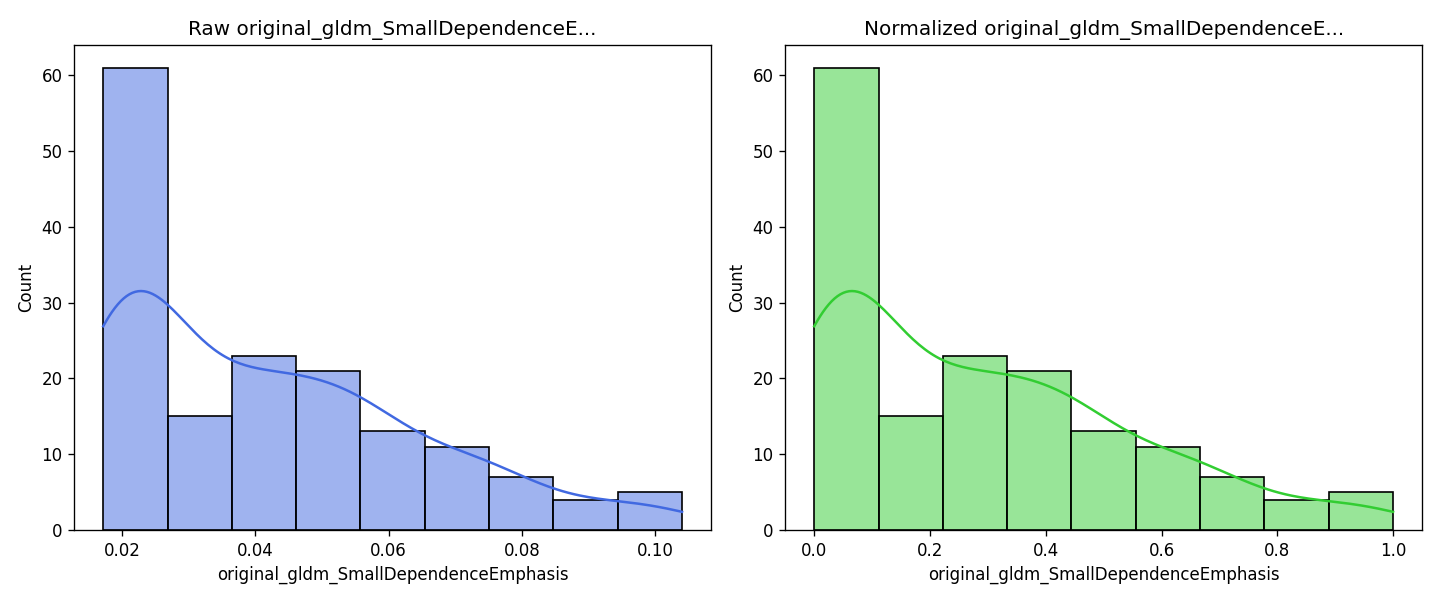 Raw original_gldm_SmallDependenceE...
Count
60
50
40
30
20
10
0
0.02 0.04 0.06 0.08 0.10
original_gldm_SmallDependenceEmphasis
Normalized original_gldm_SmallDependenceE...
Count
60
50
40
30
20
10
0
0.0 0.2 0.4 0.6 0.8 1.0
original_gldm_SmallDependenceEmphasis